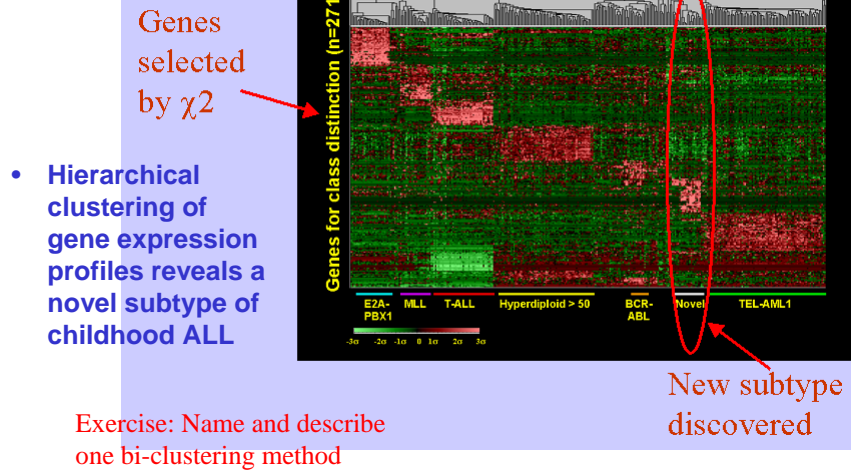 Genes
selected
by χ2
Genes for class distinction (n=271
• Hierarchical
clustering of
gene expression
profiles reveals a
novel subtype of
childhood ALL
E2A-
PBX1
MLL
T-ALL
Hyperdiploid > 50
BCR-
ABL
Novel
TEL-AML1
-3σ -2σ -1σ 0 1σ 2σ 3σ
New subtype
discovered
Exercise: Name and describe
one bi-clustering method